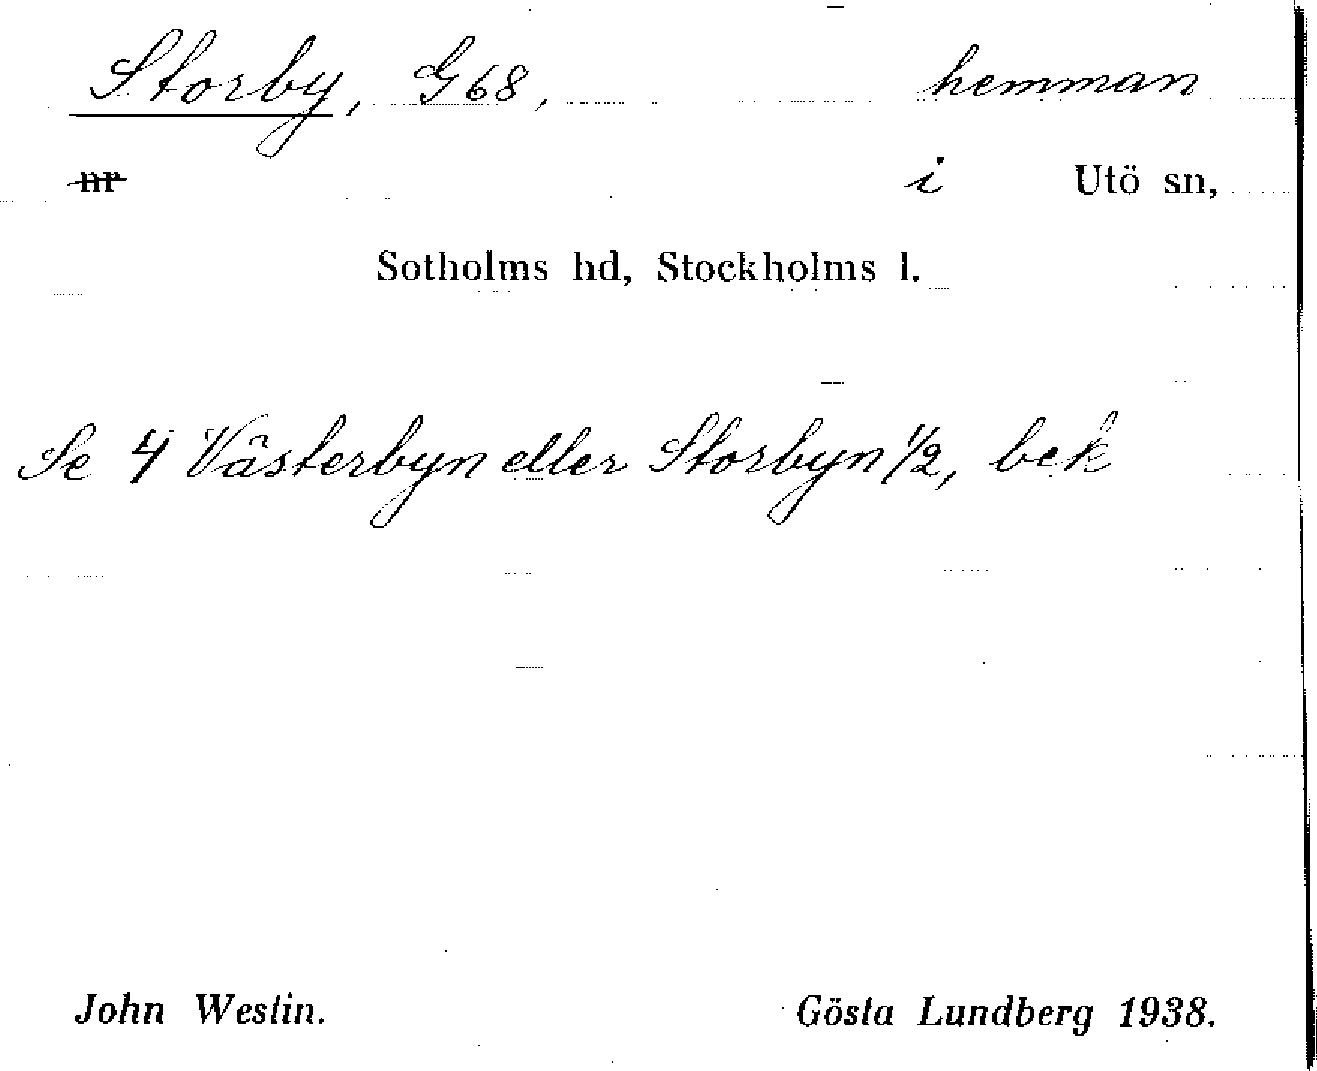 Storby, G68, hemman
nr i Utö sn,
Sotholms hd, Stockholms l.
Se 4 Västerbyn eller Storbyn 1/2, bek
John Westin. Gösta Lundberg 1938.